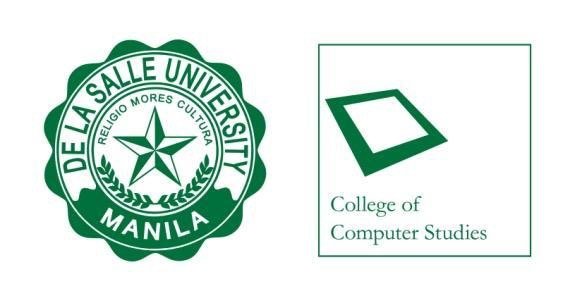 DE LA SALLE UNIVERSITY
RELIGIO MORES CULTURA
MANILA
College of
Computer Studies